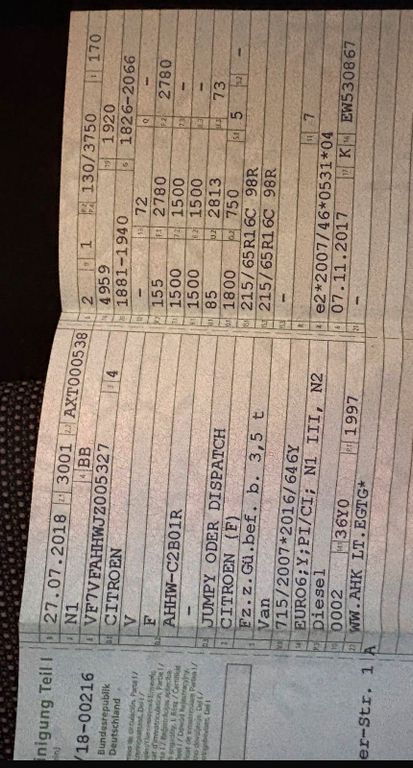 inigung Teil I
/18-00216
Bundesrepublik
Deutschland
er-Str. 1 A
27.07.2018 3001 AXT000538
N1 BB
VF7VFAHHWJZ005327 4
CITROEN
V
F
AHHW-C2B01R
-
JUMPY ODER DISPATCH
CITROEN (F)
Fz.z.Gü.bef. b. 3,5 t
Van
715/2007*2016/646Y
EURO6;Y;PI/CI; N1 III, N2
Diesel
0002 36Y0 1997
WW.AHK LT.EGTG*
2 1 130/3750 170
4959 1920
1881-1940 1826-2066
- 72 -
155 2780 2780
1500 1500 -
1500 1500 -
85 2813 73
1800 750 5 -
215/65R16C 98R
215/65R16C 98R
-
7
e2*2007/46*0531*04
07.11.2017 K EW530867
-